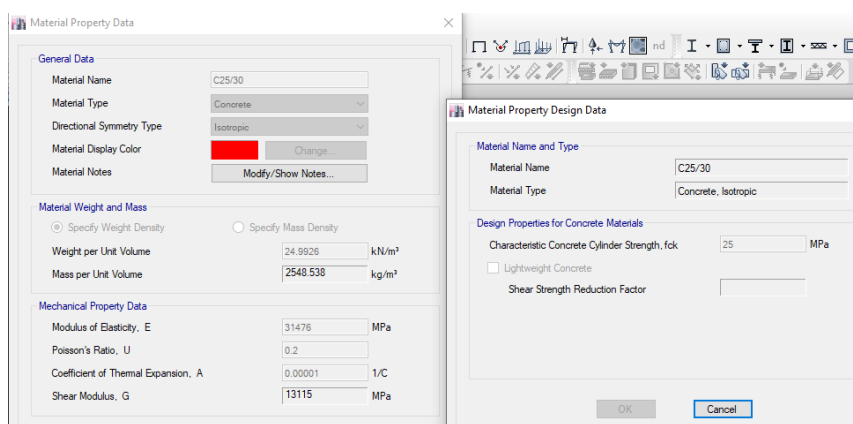 Material Property Data
General Data
Material Name C25/30
Material Type Concrete
Directional Symmetry Type Isotropic
Material Display Color Change...
Material Notes Modify/Show Notes...
Material Weight and Mass
Specify Weight Density Specify Mass Density
Weight per Unit Volume 24.9926 kN/m³
Mass per Unit Volume 2548.538 kg/m³
Mechanical Property Data
Modulus of Elasticity, E 31476 MPa
Poisson's Ratio, U 0.2
Coefficient of Thermal Expansion, A 0.00001 1/C
Shear Modulus, G 13115 MPa
nd
Material Property Design Data
Material Name and Type
Material Name C25/30
Material Type Concrete, Isotropic
Design Properties for Concrete Materials
Characteristic Concrete Cylinder Strength, fck 25 MPa
Lightweight Concrete
Shear Strength Reduction Factor
OK Cancel